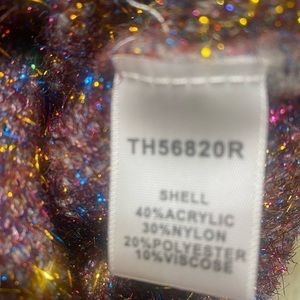 TH56820R
SHELL
40%ACRYLIC
30%NYLON
20%POLYESTER
10%VISCOSE